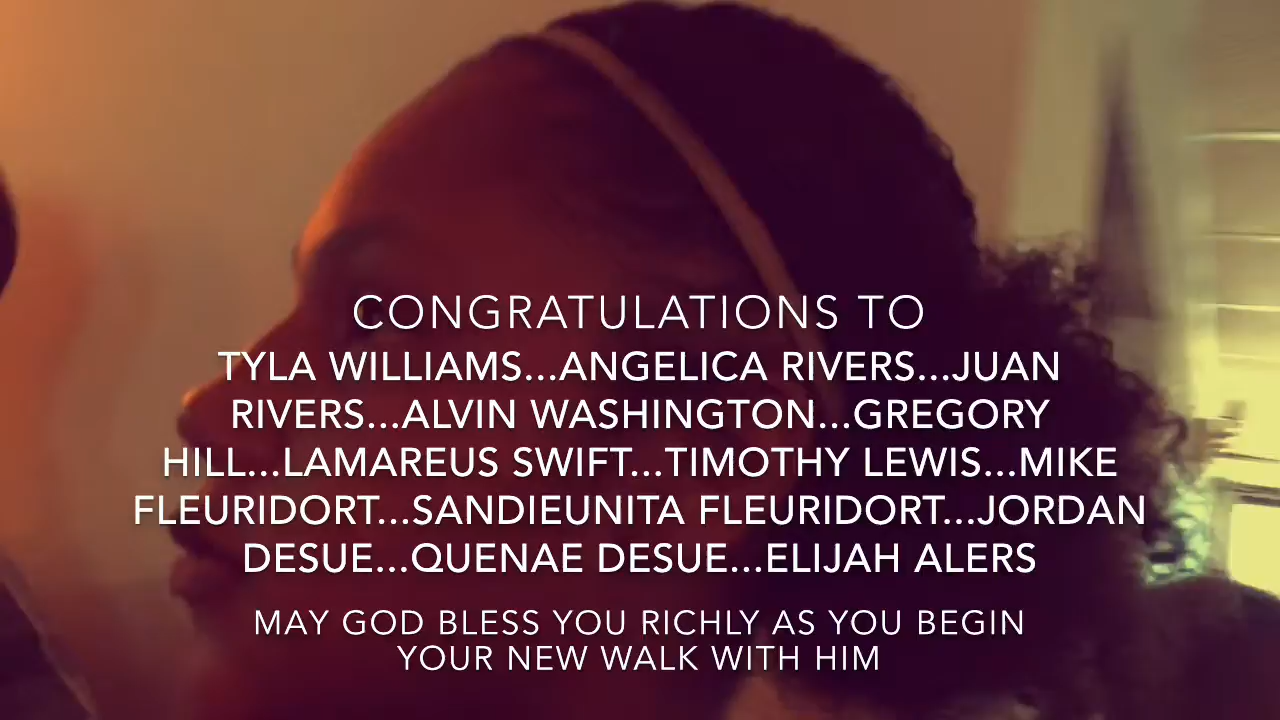 CONGRATULATIONS TO
TYLA WILLIAMS...ANGELICA RIVERS...JUAN
RIVERS...ALVIN WASHINGTON...GREGORY
HILL...LAMAREUS SWIFT...TIMOTHY LEWIS...MIKE
FLEURIDORT...SANDIEUNITA FLEURIDORT...JORDAN
DESUE...QUENAE DESUE...ELIJAH ALERS
MAY GOD BLESS YOU RICHLY AS YOU BEGIN
YOUR NEW WALK WITH HIM